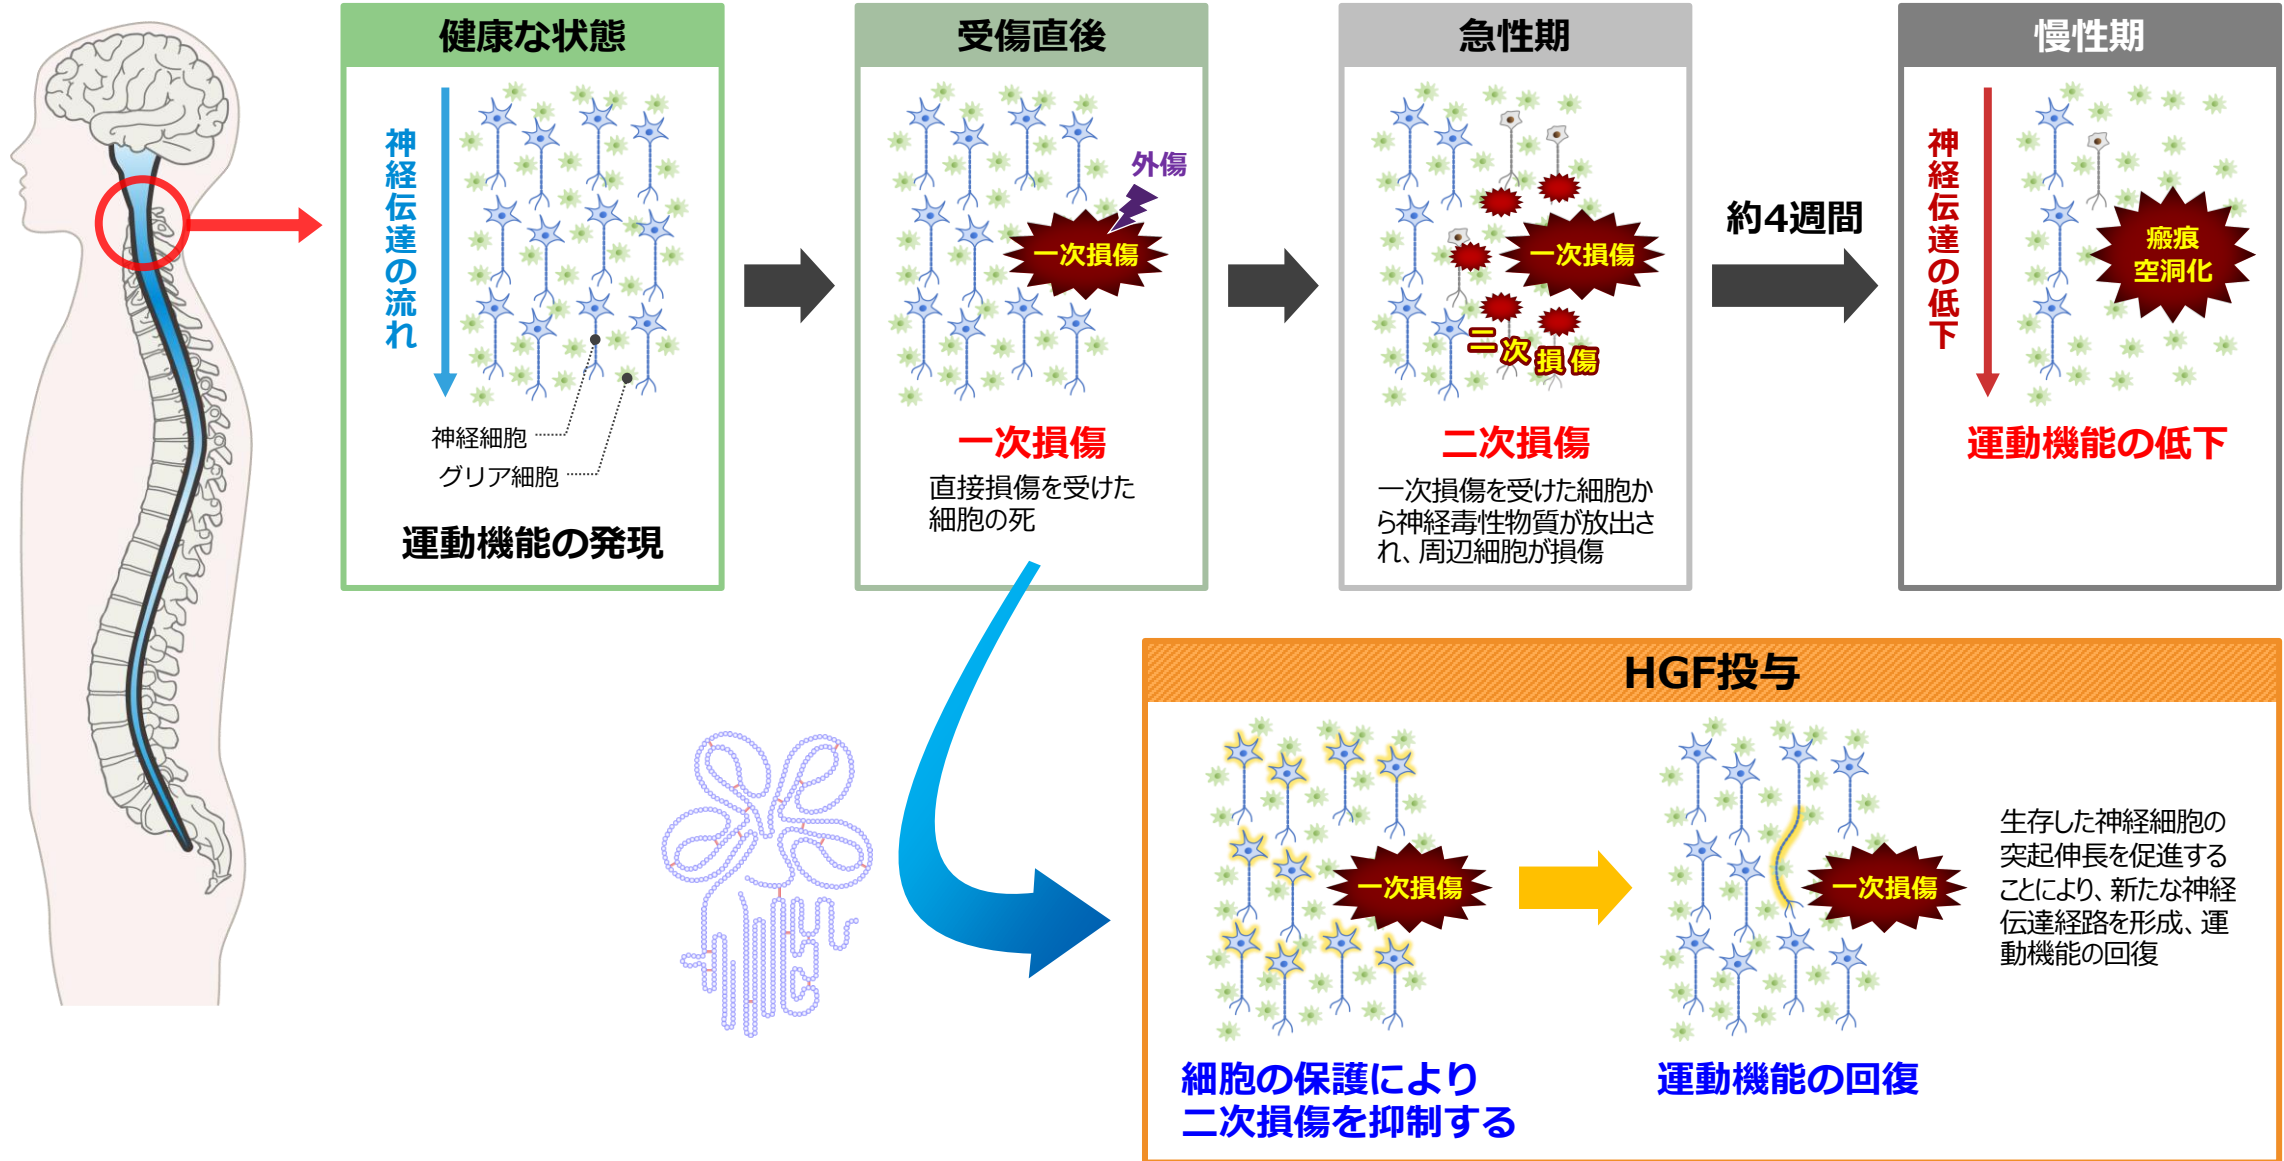 健康な状態
神経伝達の流れ
神経細胞
グリア細胞
運動機能の発現
受傷直後
外傷
一次損傷
一次損傷
直接損傷を受けた
細胞の死
急性期
一次損傷
二次損傷
二次損傷
一次損傷を受けた細胞か
ら神経毒性物質が放出さ
れ、周辺細胞が損傷
約4週間
慢性期
神経伝達の低下
瘢痕
空洞化
運動機能の低下
HGF投与
一次損傷
細胞の保護により
二次損傷を抑制する
一次損傷
運動機能の回復
生存した神経細胞の
突起伸長を促進する
ことにより、新たな神経
伝達経路を形成、運
動機能の回復